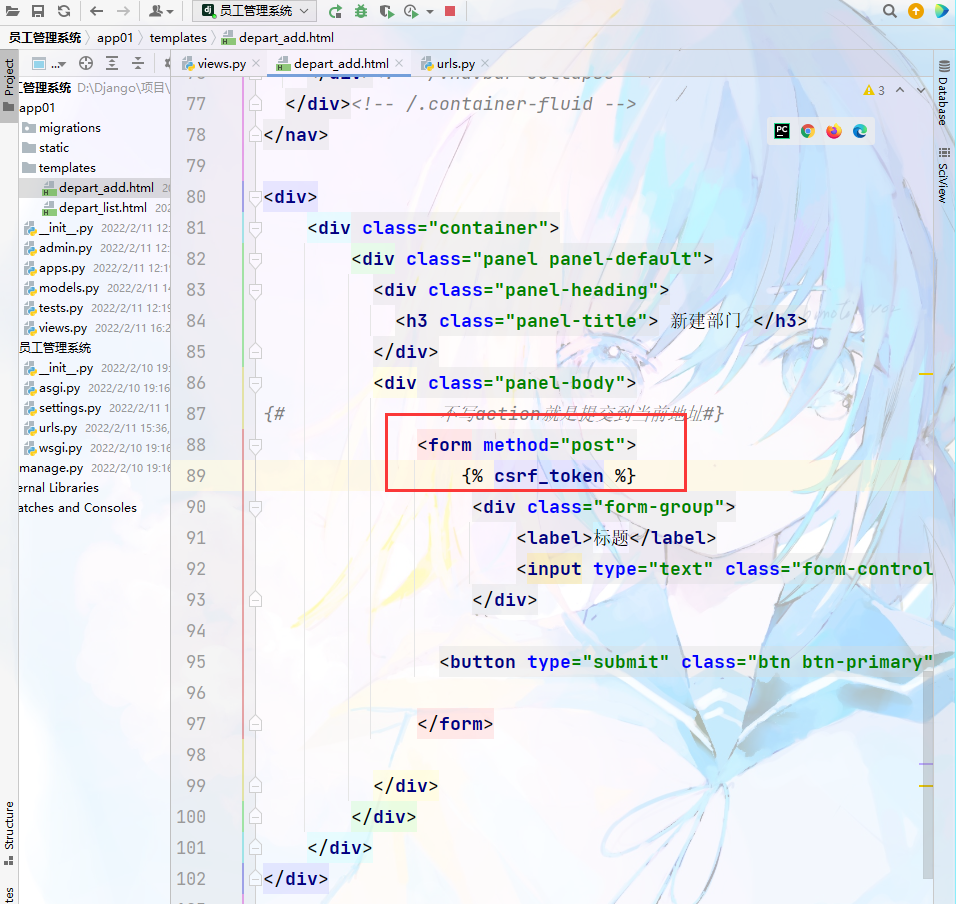 员工管理系统
员工管理系统 app01 templates depart_add.html
Project
工管理系统 D:\Django\项目\
app01
migrations
static
templates
depart_add.html 20
depart_list.html 202
__init__.py 2022/2/11 12:
admin.py 2022/2/11 12:
apps.py 2022/2/11 12:19
models.py 2022/2/11 14
tests.py 2022/2/11 12:19
views.py 2022/2/11 16:2
员工管理系统
__init__.py 2022/2/10 19:
asgi.py 2022/2/10 19:16
settings.py 2022/2/11 1
urls.py 2022/2/11 15:36,
wsgi.py 2022/2/10 19:16
manage.py 2022/2/10 19:16
ernal Libraries
atches and Consoles
Structure
views.py depart_add.html urls.py
3
77 </div><!-- /.container-fluid -->
78 </nav>
79
80 <div>
81 <div class="container">
82 <div class="panel panel-default">
83 <div class="panel-heading">
84 <h3 class="panel-title"> 新建部门 </h3>
85 </div>
86 <div class="panel-body">
87 {# 不写action就是提交到当前地址#}
88 <form method="post">
89 {% csrf_token %}
90 <div class="form-group">
91 <label>标题</label>
92 <input type="text" class="form-control
93 </div>
94
95 <button type="submit" class="btn btn-primary"
96
97 </form>
98
99 </div>
100 </div>
101 </div>
102 </div>
Database
SciView